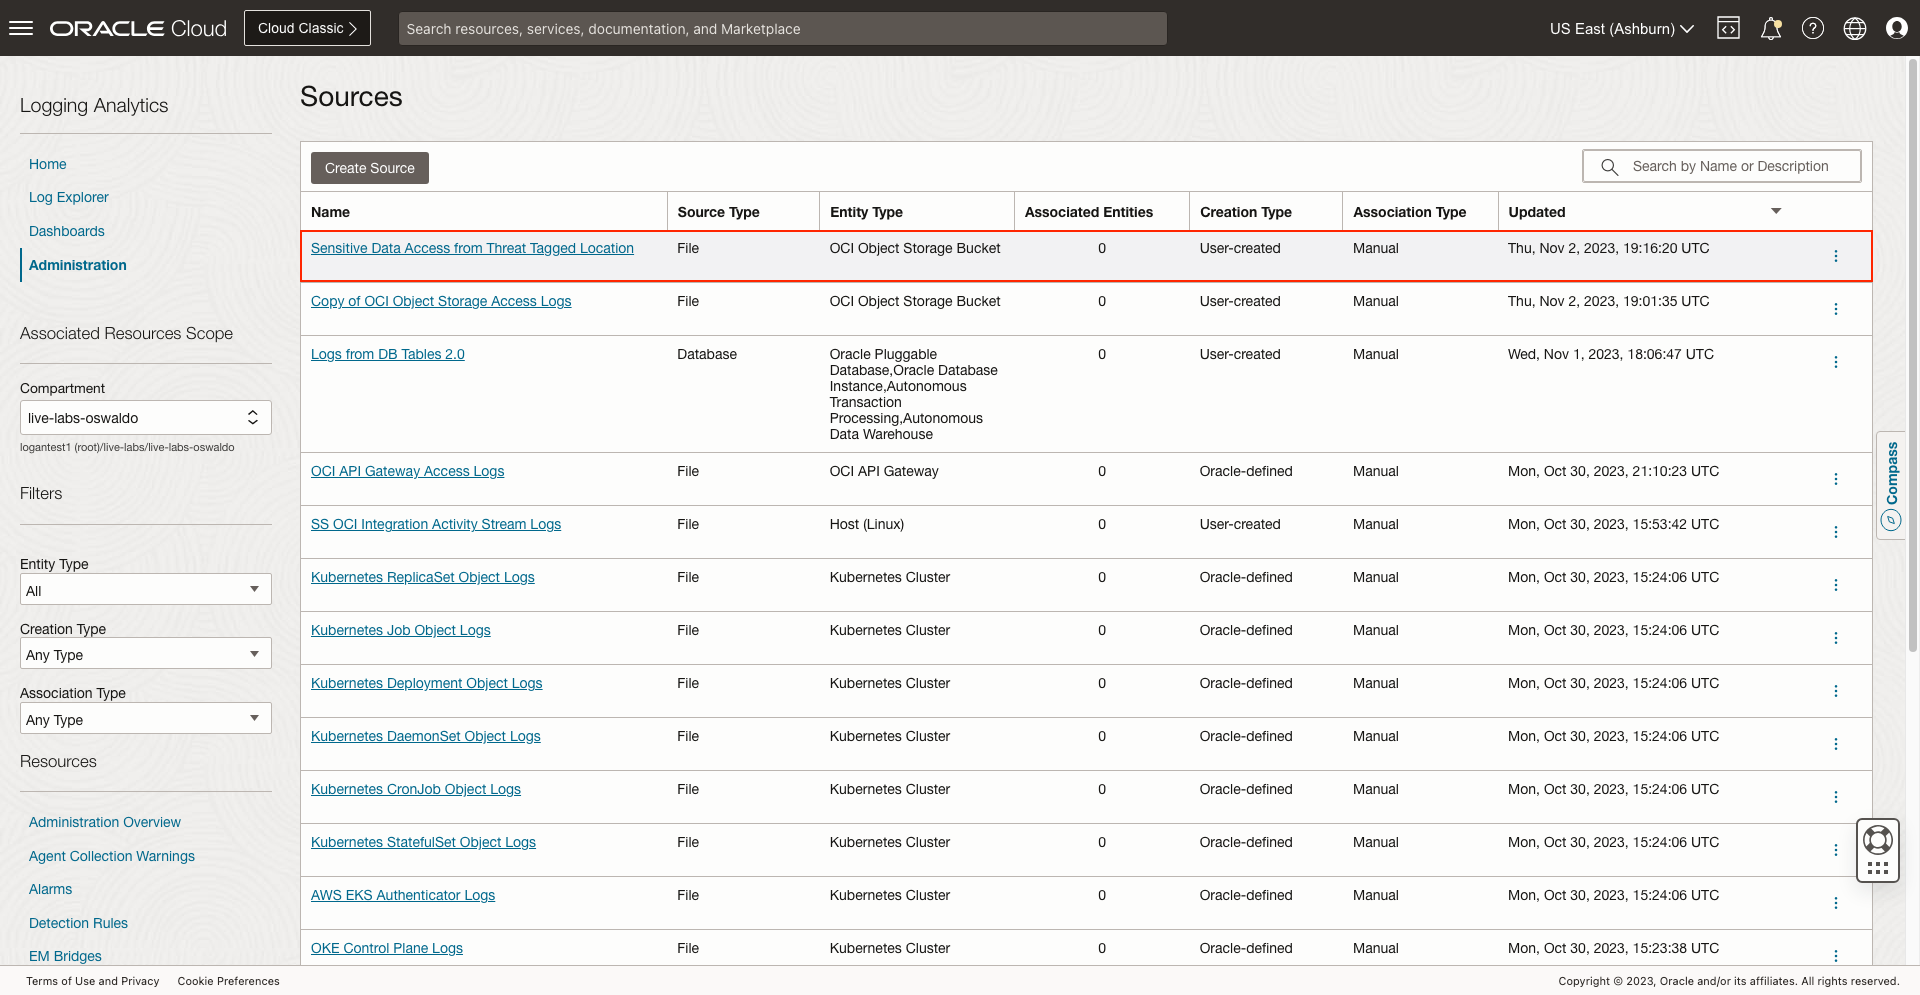 ORACLE Cloud
Cloud Classic
Search resources, services, documentation, and Marketplace
US East (Ashburn)
Logging Analytics
Home
Log Explorer
Dashboards
Administration
Associated Resources Scope
Compartment
live-labs-oswaldo
logantest1 (root)/live-labs/live-labs-oswaldo
Filters
Entity Type
All
Creation Type
Any Type
Association Type
Any Type
Resources
Administration Overview
Agent Collection Warnings
Alarms
Detection Rules
EM Bridges
Sources
Create Source
Search by Name or Description
Name Source Type Entity Type Associated Entities Creation Type Association Type Updated
Sensitive Data Access from Threat Tagged Location File OCI Object Storage Bucket 0 User-created Manual Thu, Nov 2, 2023, 19:16:20 UTC
Copy of OCI Object Storage Access Logs File OCI Object Storage Bucket 0 User-created Manual Thu, Nov 2, 2023, 19:01:35 UTC
Logs from DB Tables 2.0 Database Oracle Pluggable 0 User-created Manual Wed, Nov 1, 2023, 18:06:47 UTC
Database,Oracle Database
Instance,Autonomous
Transaction
Processing,Autonomous
Data Warehouse
OCI API Gateway Access Logs File OCI API Gateway 0 Oracle-defined Manual Mon, Oct 30, 2023, 21:10:23 UTC
SS OCI Integration Activity Stream Logs File Host (Linux) 0 User-created Manual Mon, Oct 30, 2023, 15:53:42 UTC
Kubernetes ReplicaSet Object Logs File Kubernetes Cluster 0 Oracle-defined Manual Mon, Oct 30, 2023, 15:24:06 UTC
Kubernetes Job Object Logs File Kubernetes Cluster 0 Oracle-defined Manual Mon, Oct 30, 2023, 15:24:06 UTC
Kubernetes Deployment Object Logs File Kubernetes Cluster 0 Oracle-defined Manual Mon, Oct 30, 2023, 15:24:06 UTC
Kubernetes DaemonSet Object Logs File Kubernetes Cluster 0 Oracle-defined Manual Mon, Oct 30, 2023, 15:24:06 UTC
Kubernetes CronJob Object Logs File Kubernetes Cluster 0 Oracle-defined Manual Mon, Oct 30, 2023, 15:24:06 UTC
Kubernetes StatefulSet Object Logs File Kubernetes Cluster 0 Oracle-defined Manual Mon, Oct 30, 2023, 15:24:06 UTC
AWS EKS Authenticator Logs File Kubernetes Cluster 0 Oracle-defined Manual Mon, Oct 30, 2023, 15:24:06 UTC
OKE Control Plane Logs File Kubernetes Cluster 0 Oracle-defined Manual Mon, Oct 30, 2023, 15:23:38 UTC
Compass
Terms of Use and Privacy Cookie Preferences
Copyright © 2023, Oracle and/or its affiliates. All rights reserved.